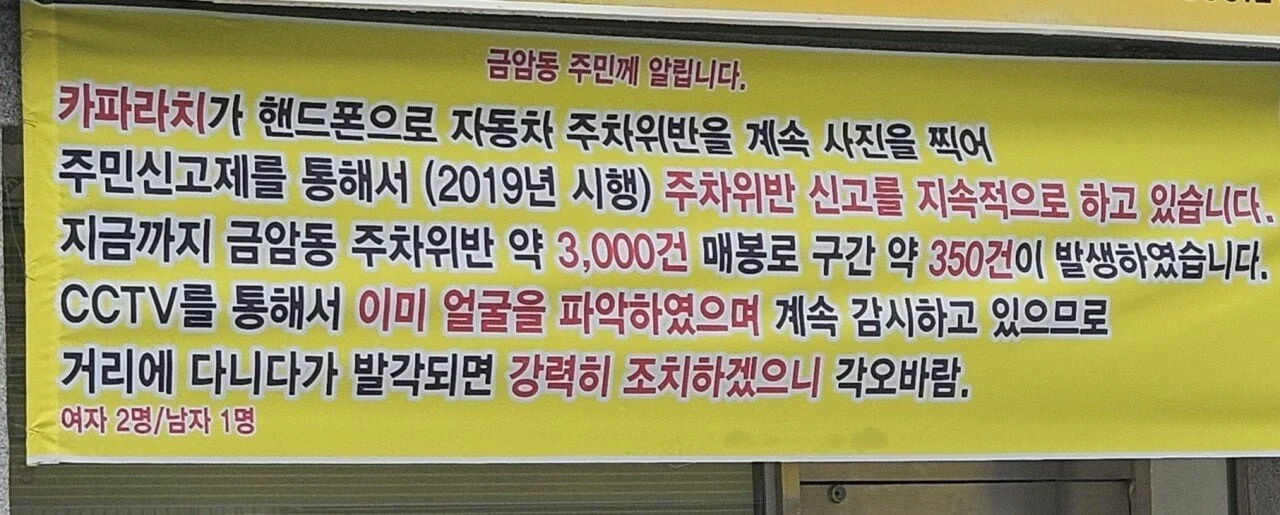 금암동 주민께 알립니다.
카파라치가 핸드폰으로 자동차 주차위반을 계속 사진을 찍어
주민신고제를 통해서 (2019년 시행) 주차위반 신고를 지속적으로 하고 있습니다.
지금까지 금암동 주차위반 약 3,000건 매봉로 구간 약 350건이 발생하였습니다.
CCTV를 통해서 이미 얼굴을 파악하였으며 계속 감시하고 있으므로
거리에 다니다가 발각되면 강력히 조치하겠으니 각오바람.
여자 2명/남자 1명